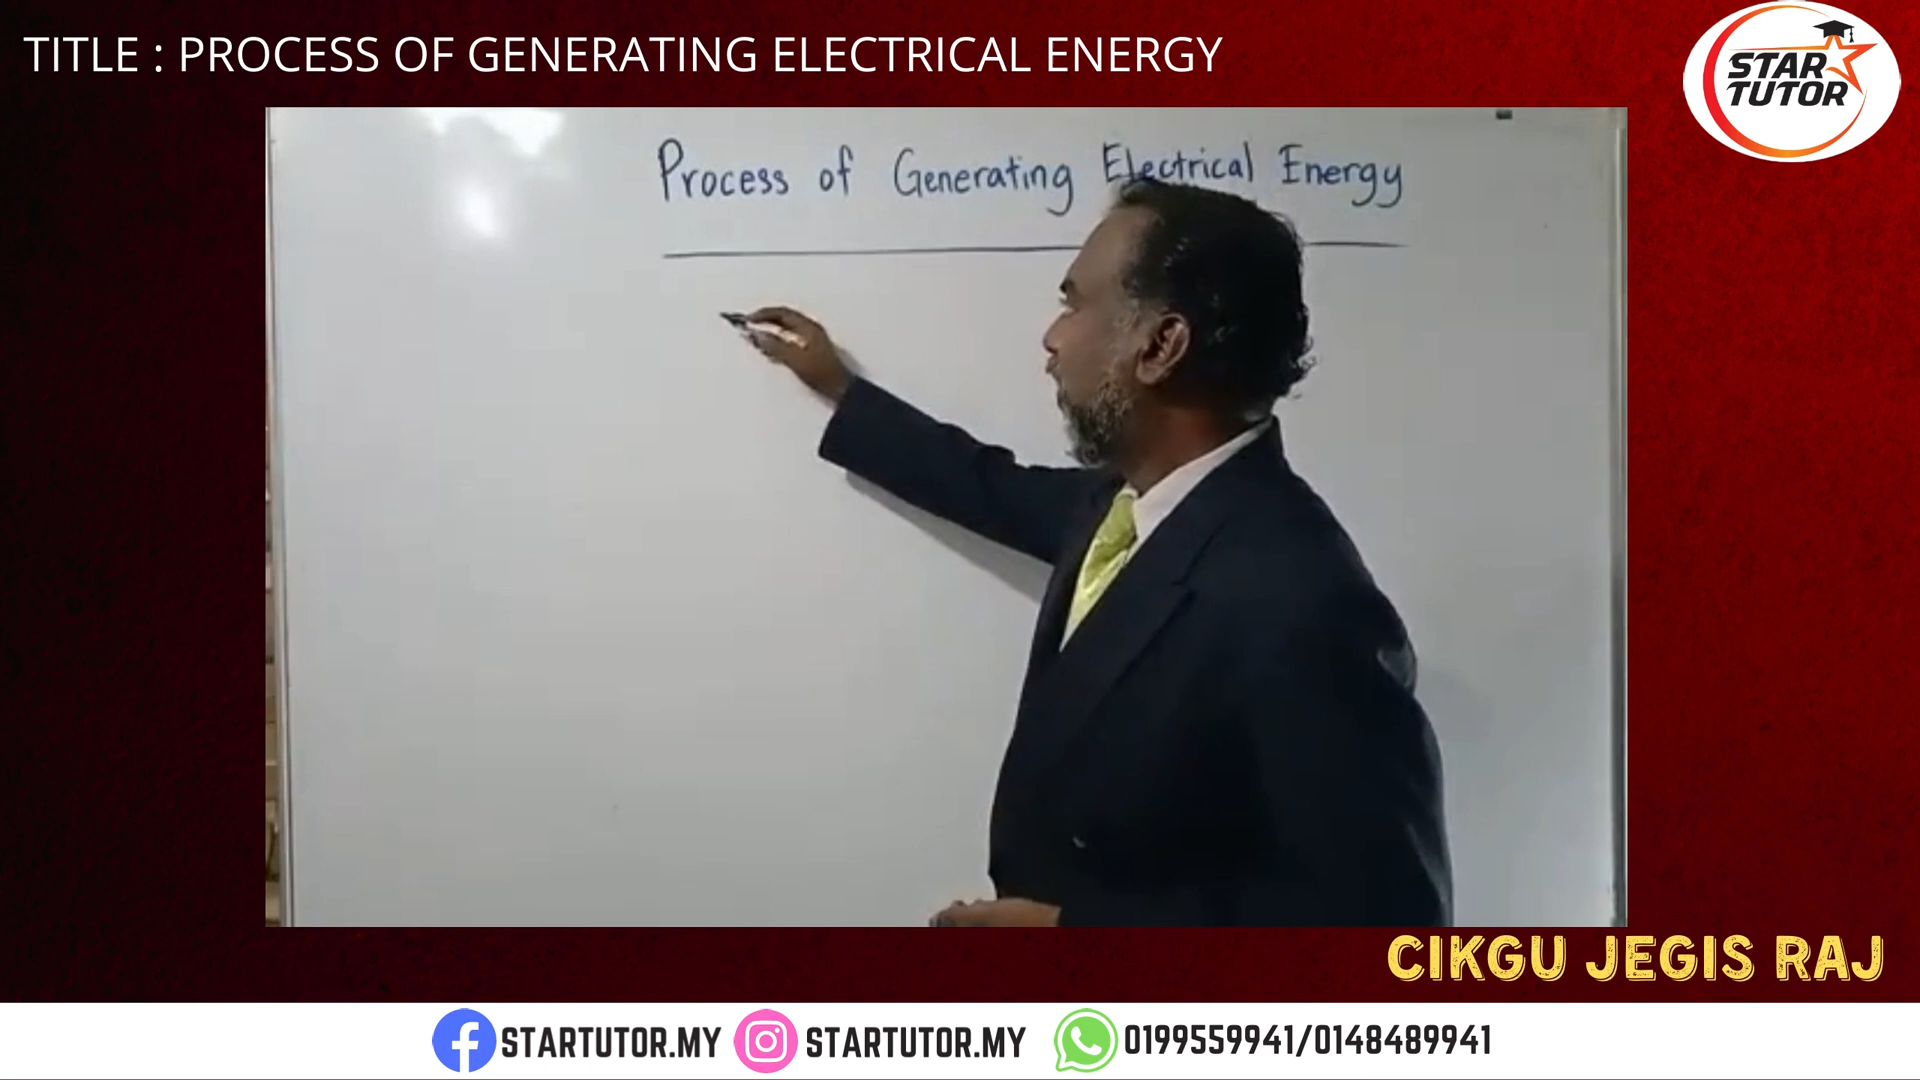 TITLE : PROCESS OF GENERATING ELECTRICAL ENERGY
STAR
TUTOR
Process of Generating Electrical Energy
CIKGU JEGIS RAJ
STARTUTOR.MY STARTUTOR.MY 0199559941/0148489941